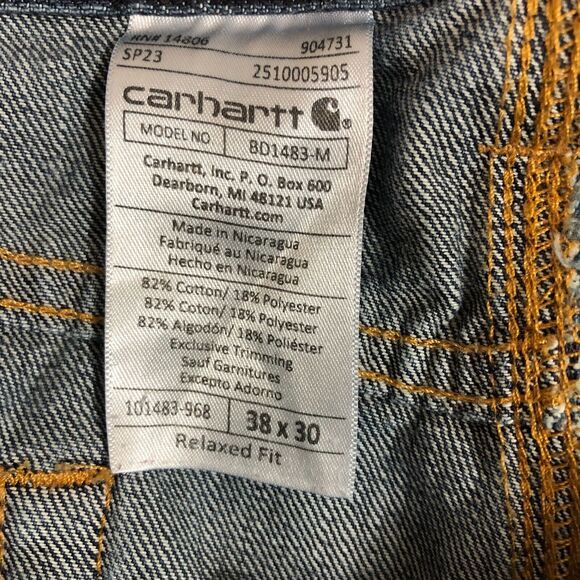 RN# 14806 904731
SP23 2510005905
carhartt
MODEL NO BD1483-M
Carhartt, Inc. P. O. Box 600
Dearborn, MI 48121 USA
Carhartt.com
Made in Nicaragua
Fabriqué au Nicaragua
Hecho en Nicaragua
82% Cotton/ 18% Polyester
82% Cotton/ 18% Polyester
82% Algodón/ 18% Poliéster
Exclusive Trimming
Sauf Garnitures
Excepto Adorno
101483-968 38 x 30
Relaxed Fit